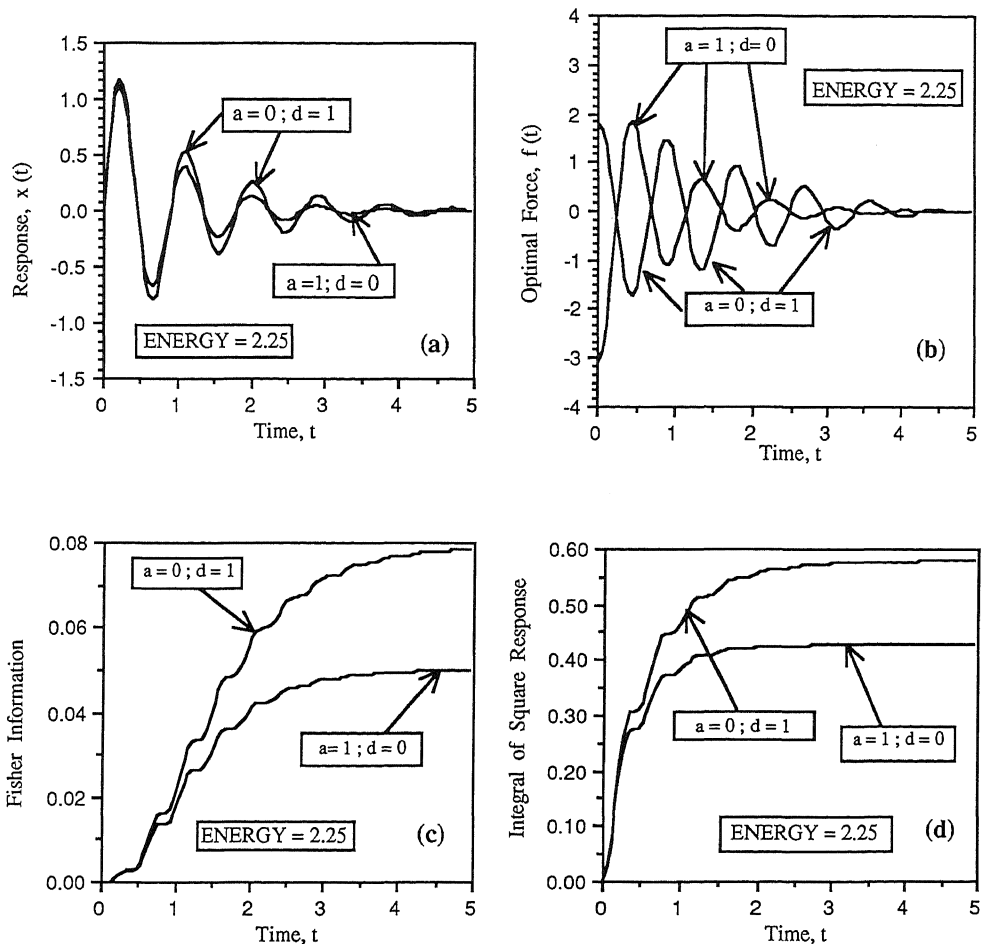 1.5
1.0
0.5
0.0
-0.5
-1.0
-1.5
Response, x (t)
a = 0 ; d = 1
a=1; d = 0
ENERGY = 2.25
(a)
0 1 2 3 4 5
Time, t
4
3
2
1
0
-1
-2
-3
-4
Optimal Force, f (t)
a = 1 ; d= 0
ENERGY = 2.25
a=0 ; d = 1
(b)
0 1 2 3 4 5
Time, t
0.08
0.06
0.04
0.02
0.00
Fisher Information
a=0 ; d = 1
a=1 ; d=0
ENERGY = 2.25
(c)
0 1 2 3 4 5
Time, t
0.60
0.50
0.40
0.30
0.20
0.10
0.00
Integral of Square Response
a=0 ; d=1
a=1; d=0
ENERGY = 2.25
(d)
0 1 2 3 4 5
Time, t